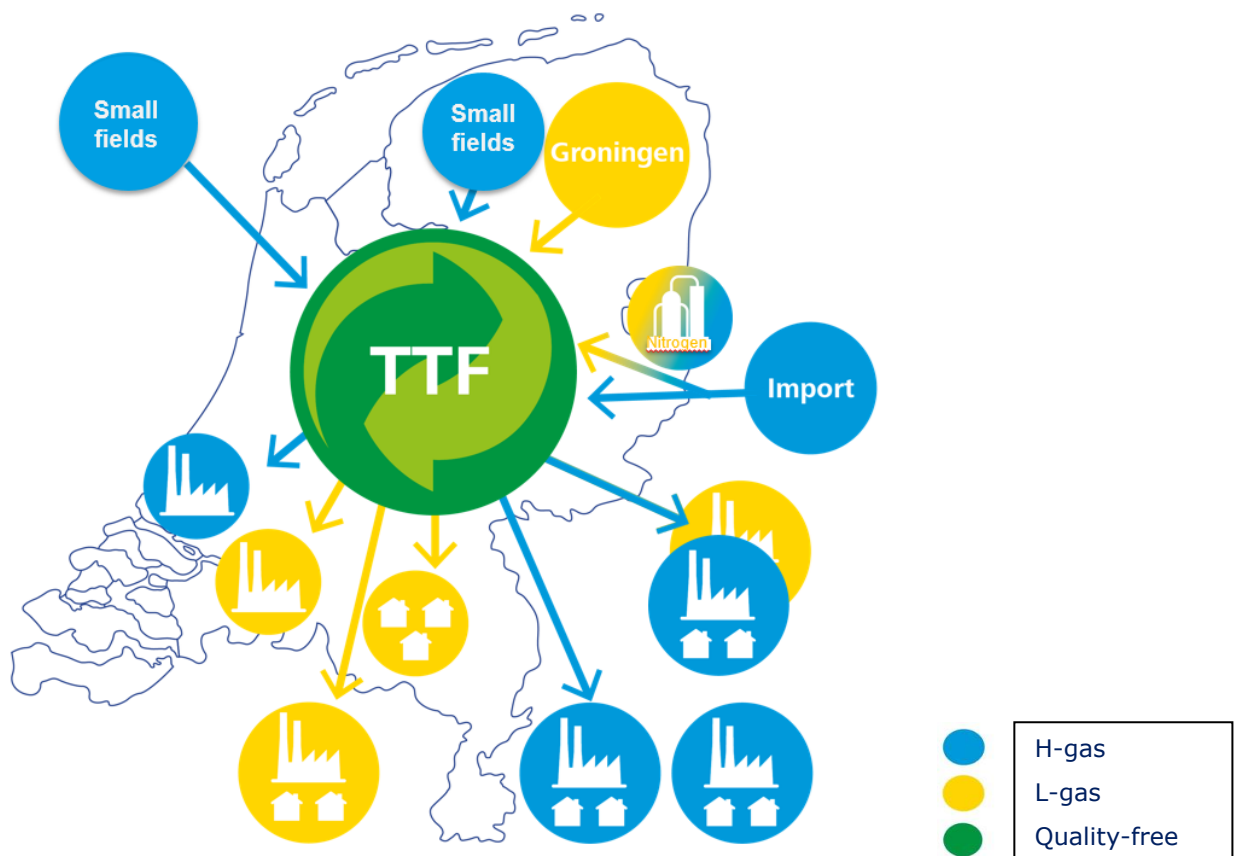 Small
fields
Small
fields
Groningen
Nitrogen
TTF
Import
H-gas
L-gas
Quality-free